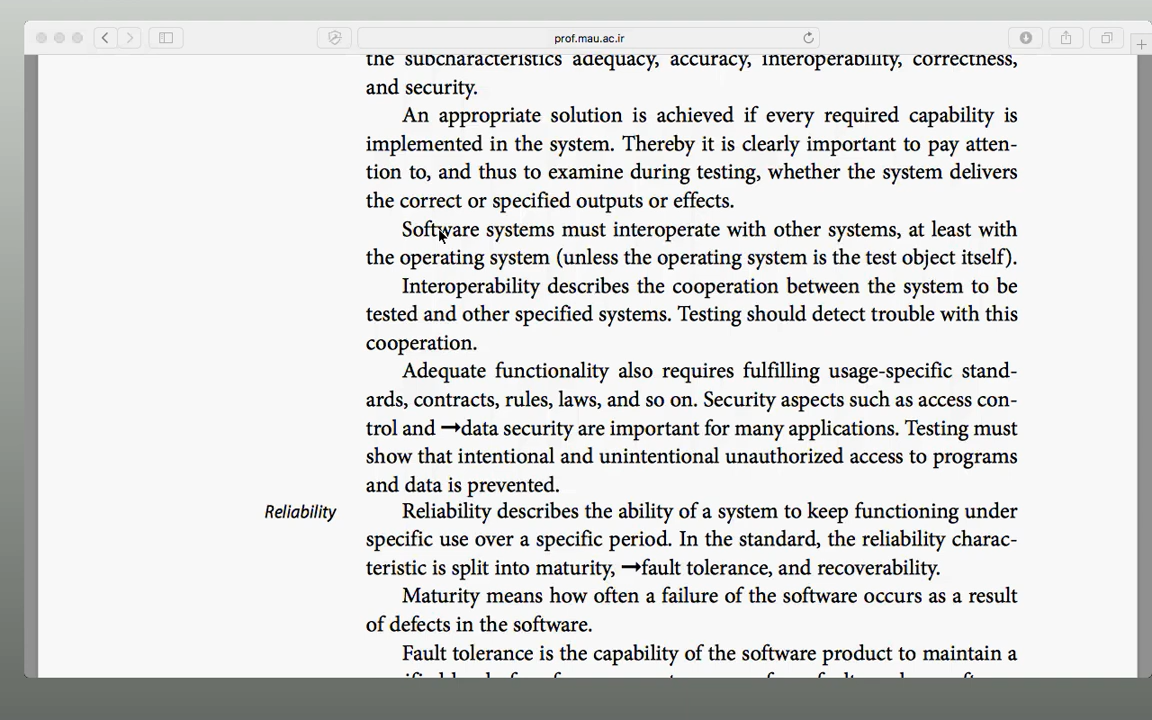 prof.mau.ac.ir
the subcharacteristics adequacy, accuracy, interoperability, correctness,
and security.
An appropriate solution is achieved if every required capability is
implemented in the system. Thereby it is clearly important to pay atten-
tion to, and thus to examine during testing, whether the system delivers
the correct or specified outputs or effects.
Software systems must interoperate with other systems, at least with
the operating system (unless the operating system is the test object itself).
Interoperability describes the cooperation between the system to be
tested and other specified systems. Testing should detect trouble with this
cooperation.
Adequate functionality also requires fulfilling usage-specific stand-
ards, contracts, rules, laws, and so on. Security aspects such as access con-
trol and →data security are important for many applications. Testing must
show that intentional and unintentional unauthorized access to programs
and data is prevented.
Reliability
Reliability describes the ability of a system to keep functioning under
specific use over a specific period. In the standard, the reliability charac-
teristic is split into maturity, →fault tolerance, and recoverability.
Maturity means how often a failure of the software occurs as a result
of defects in the software.
Fault tolerance is the capability of the software product to maintain a